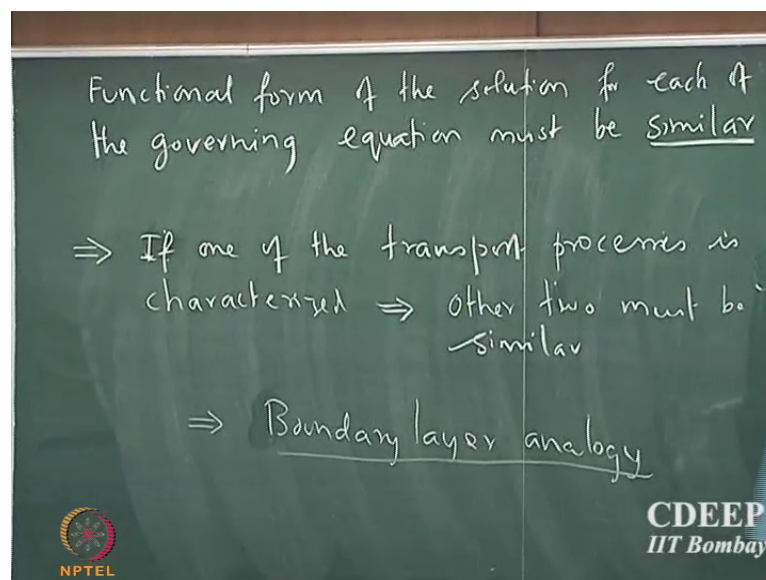 Functional form of the solution for each of
the governing equation must be similar
⇒ If one of the transport processes is
characterized ⇒ other two must be
similar
⇒ Boundary layer analogy
CDEEP
IIT Bombay
NPTEL